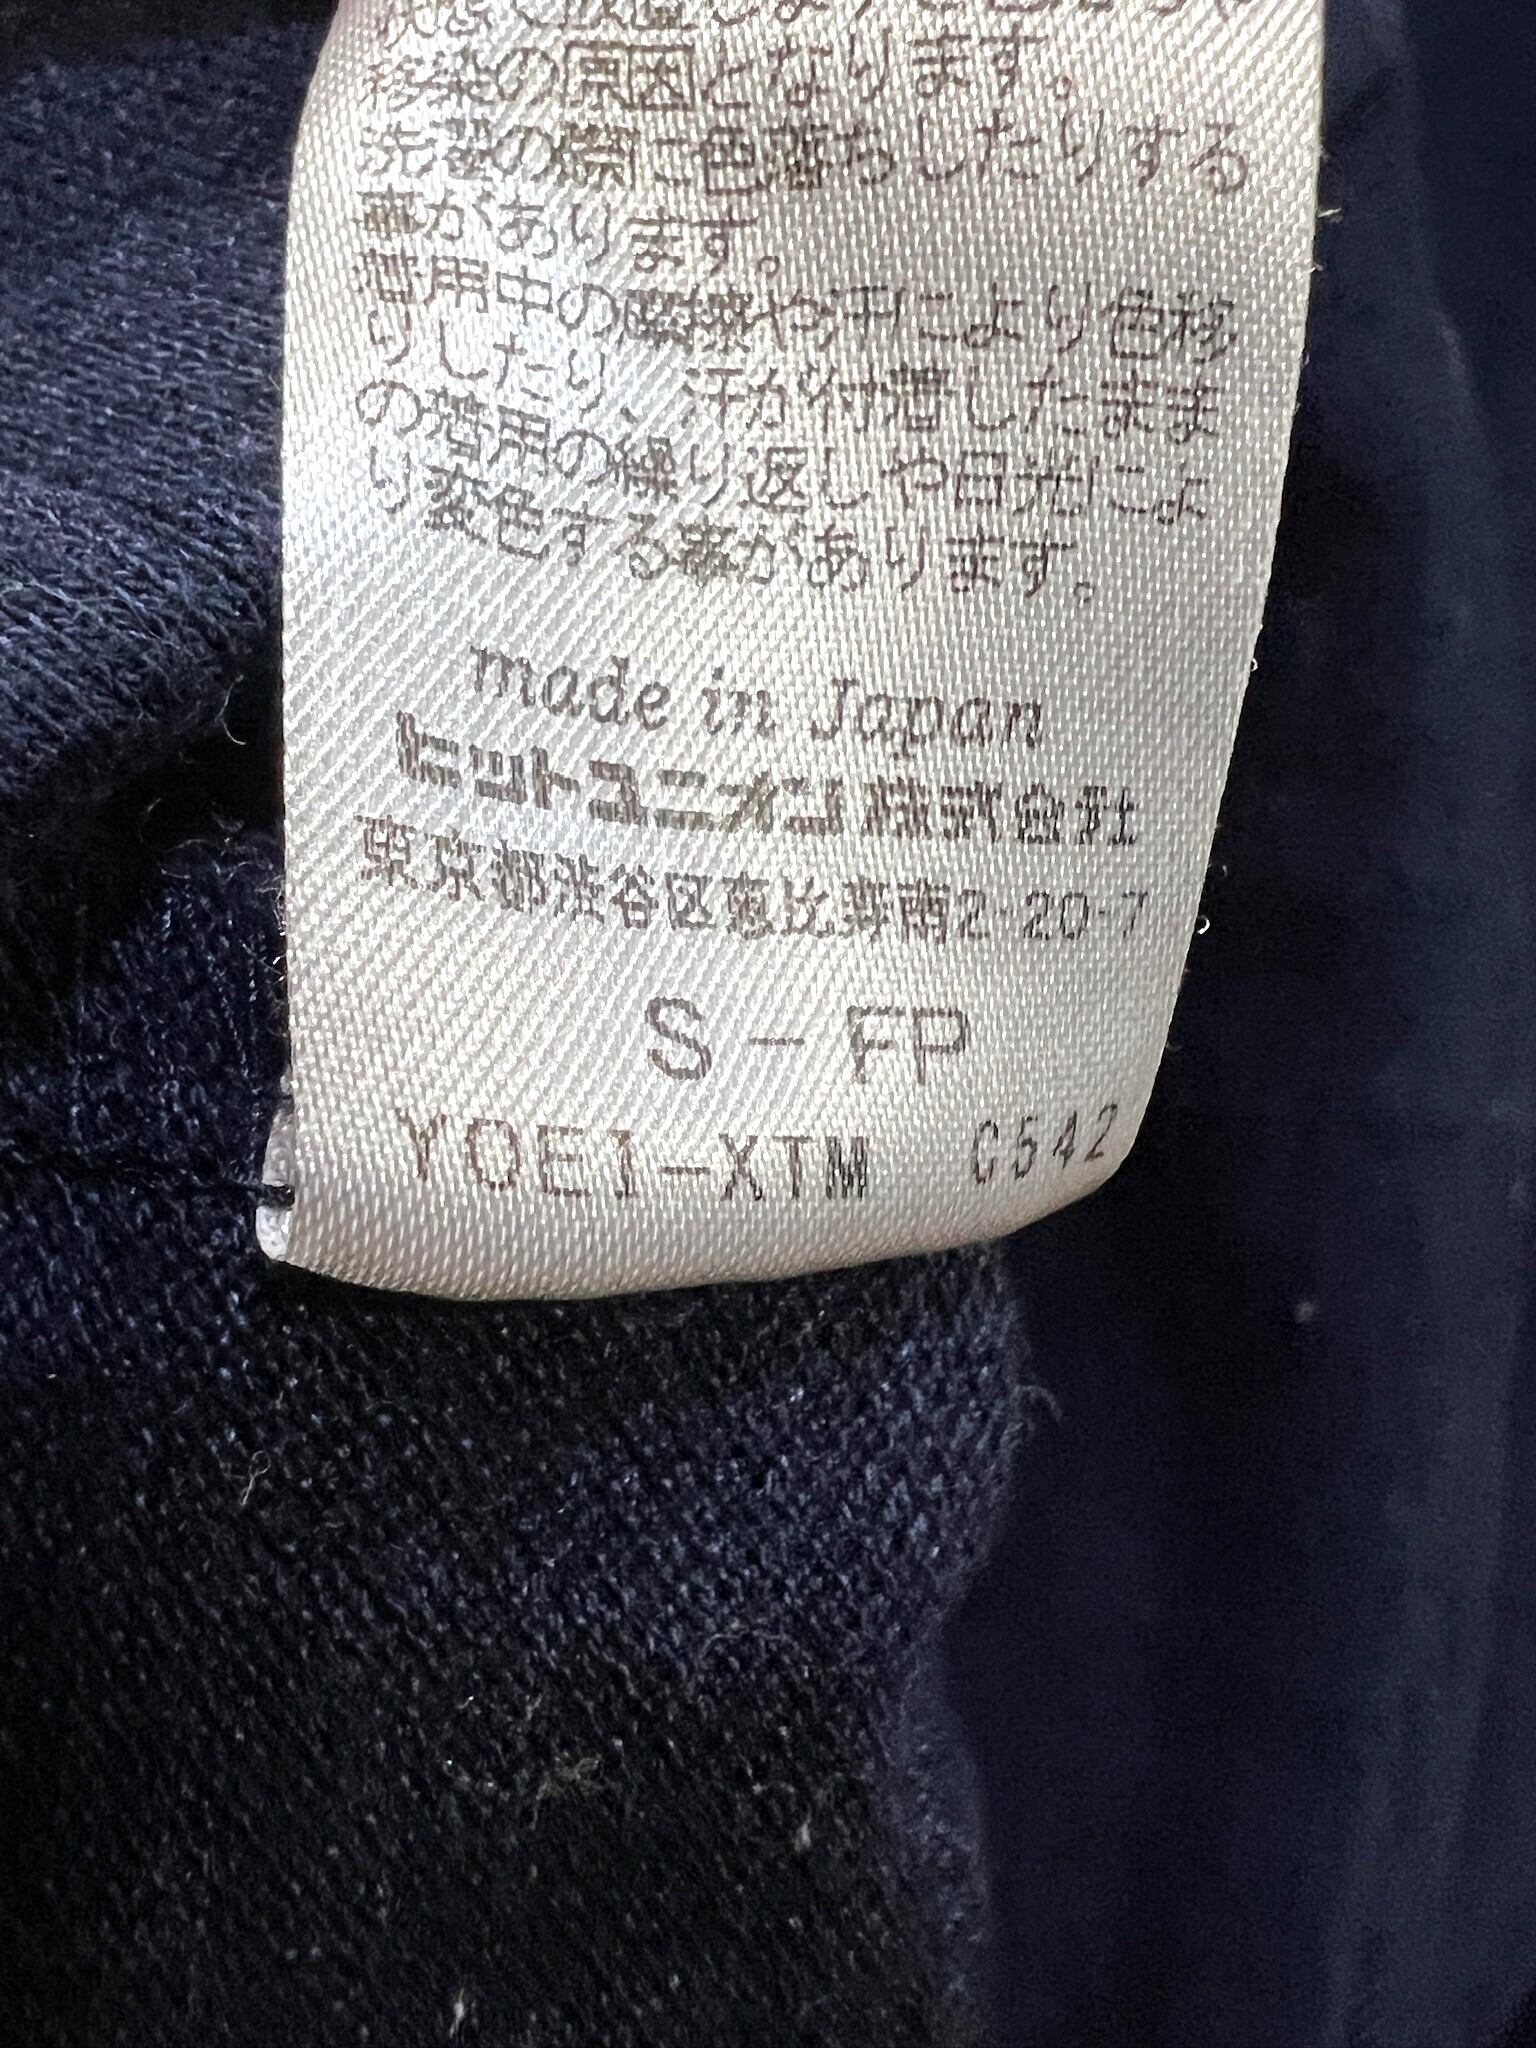 移染の原因となります。
洗濯の際に色落ちしたりする
事があります。
着用中の摩擦や汗により色移
りしたり、汗が付着したまま
の着用の繰り返しや日光によ
り変色する事があります。
made in Japan
ヒットユニオン株式会社
東京都渋谷区恵比寿南2-20-7
S-FP
YOEI-XTM C542